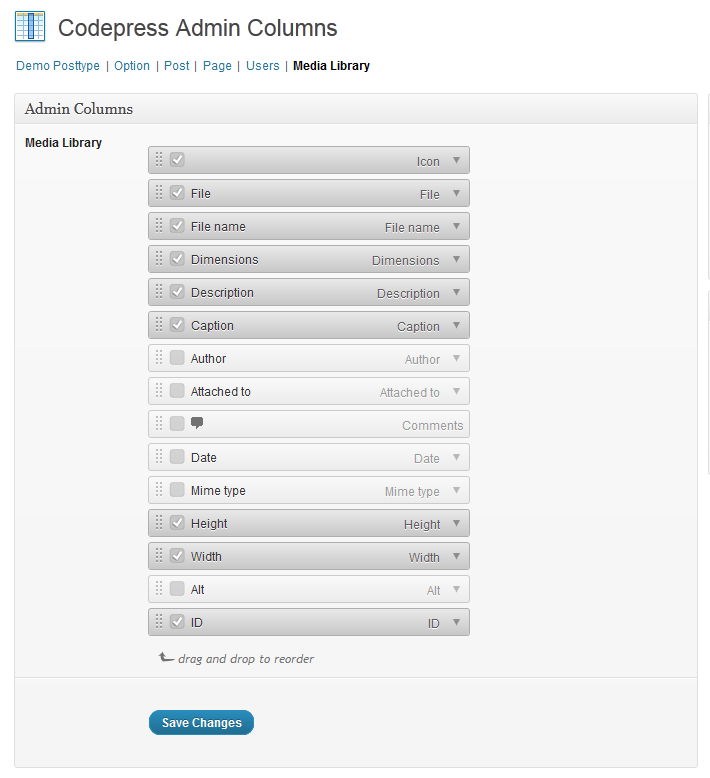 Codepress Admin Columns
Demo Posttype | Option | Post | Page | Users | Media Library
Admin Columns
Media Library
Icon
File File
File name File name
Dimensions Dimensions
Description Description
Caption Caption
Author Author
Attached to Attached to
Comments
Date Date
Mime type Mime type
Height Height
Width Width
Alt Alt
ID ID
drag and drop to reorder
Save Changes